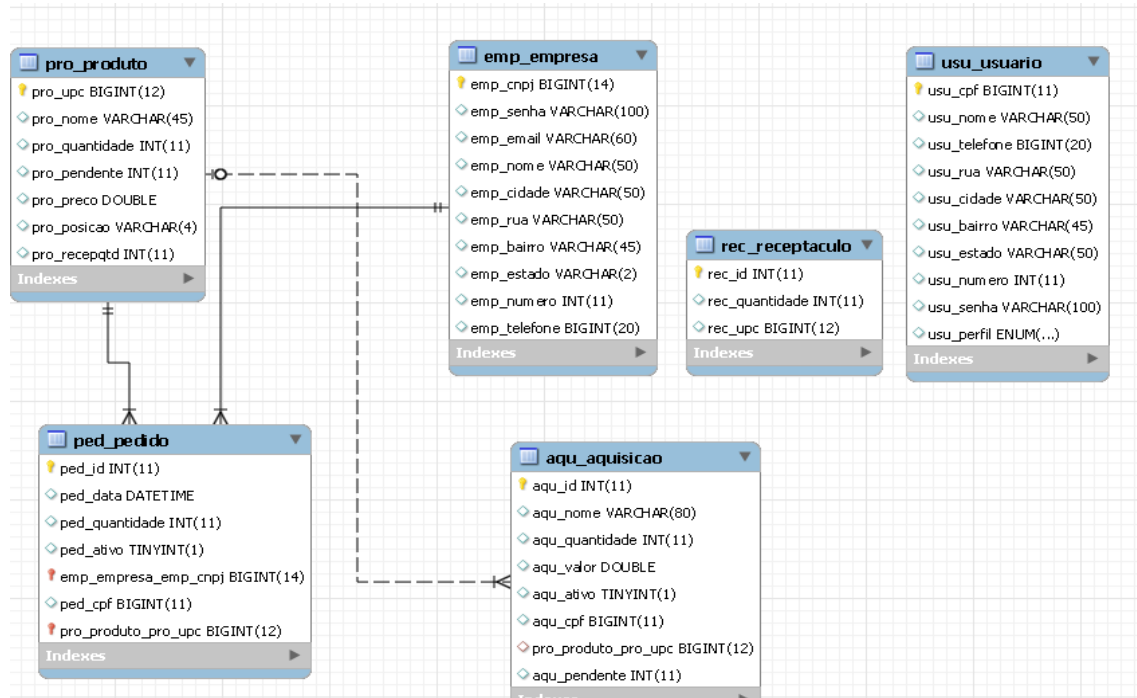 pro_produto
pro_upc BIGINT(12)
pro_nome VARCHAR(45)
pro_quantidade INT(11)
pro_pendente INT(11)
pro_preco DOUBLE
pro_posicao VARCHAR(4)
pro_recepqtd INT(11)
Indexes
emp_empresa
emp_cnpj BIGINT(14)
emp_senha VARCHAR(100)
emp_email VARCHAR(60)
emp_nome VARCHAR(50)
emp_cidade VARCHAR(50)
emp_rua VARCHAR(50)
emp_bairro VARCHAR(45)
emp_estado VARCHAR(2)
emp_numero INT(11)
emp_telefone BIGINT(20)
Indexes
rec_receptaculo
rec_id INT(11)
rec_quantidade INT(11)
rec_upc BIGINT(12)
Indexes
usu_usuario
usu_cpf BIGINT(11)
usu_nome VARCHAR(50)
usu_telefone BIGINT(20)
usu_rua VARCHAR(50)
usu_cidade VARCHAR(50)
usu_bairro VARCHAR(45)
usu_estado VARCHAR(50)
usu_numero INT(11)
usu_senha VARCHAR(100)
usu_perfil ENUM(...)
Indexes
ped_pedido
ped_id INT(11)
ped_data DATETIME
ped_quantidade INT(11)
ped_ativo TINYINT(1)
emp_empresa_emp_cnpj BIGINT(14)
ped_cpf BIGINT(11)
pro_produto_pro_upc BIGINT(12)
Indexes
aqu_aquisicao
aqu_id INT(11)
aqu_nome VARCHAR(80)
aqu_quantidade INT(11)
aqu_valor DOUBLE
aqu_ativo TINYINT(1)
aqu_cpf BIGINT(11)
pro_produto_pro_upc BIGINT(12)
aqu_pendente INT(11)
Indexes